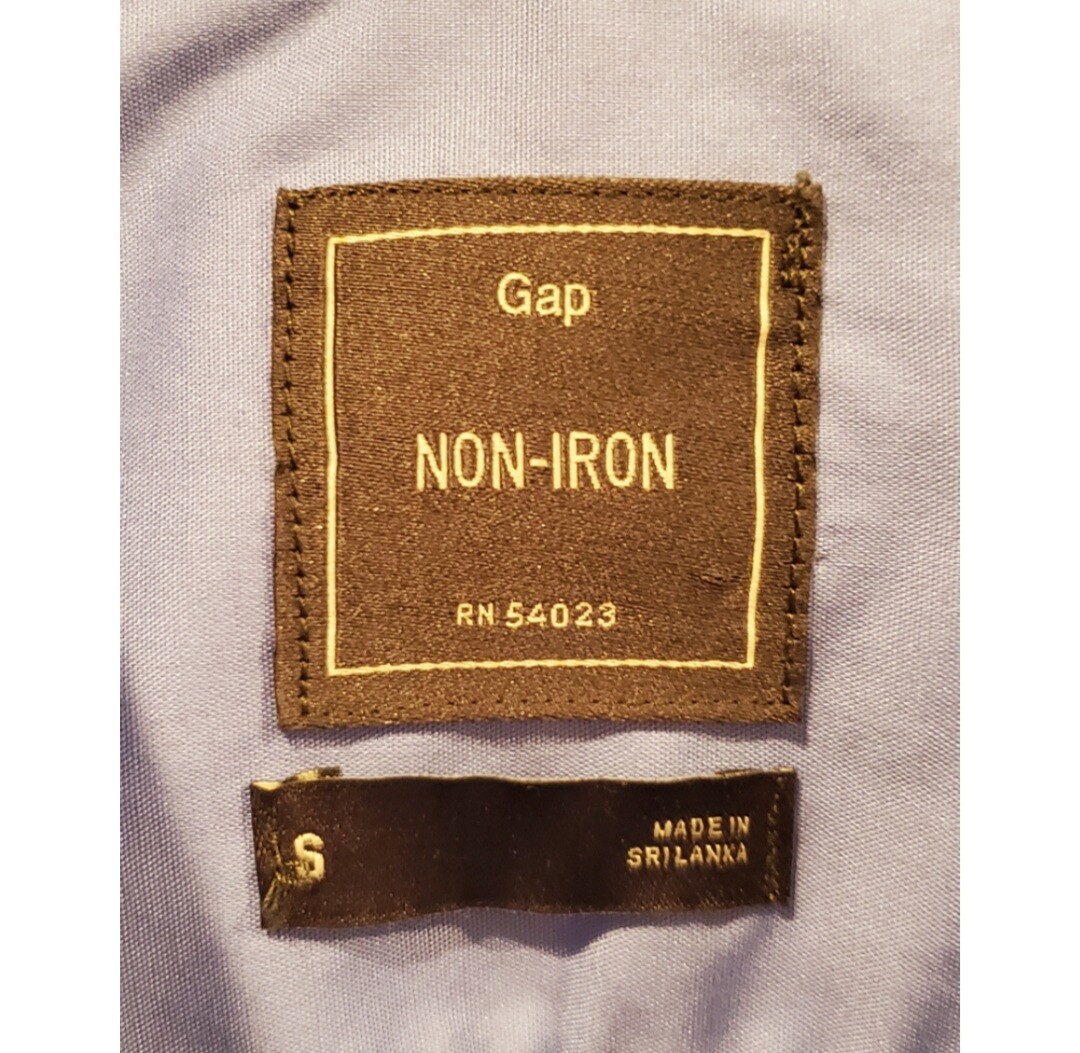 Gap
NON-IRON
RN 54023
S
MADE IN
SRI LANKA